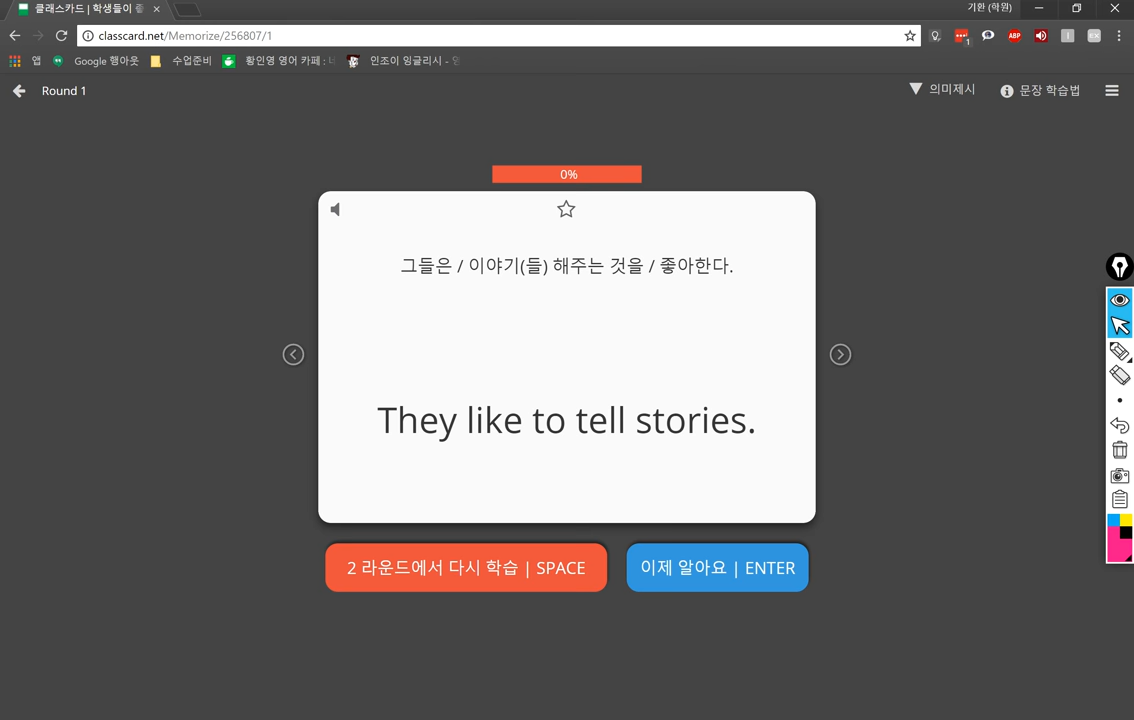 클래스카드 | 학생들이 클
기환 (학원)
classcard.net/Memorize/256807/1
1
ABP
앱
Google 행아웃
수업준비
황인영 영어 카페 : 네
인조이 잉글리시 -
Round 1
의미제시
문장 학습법
0%
그들은 / 이야기(들) 해주는 것을 / 좋아한다.
They like to tell stories.
2 라운드에서 다시 학습 | SPACE
이제 알아요 | ENTER